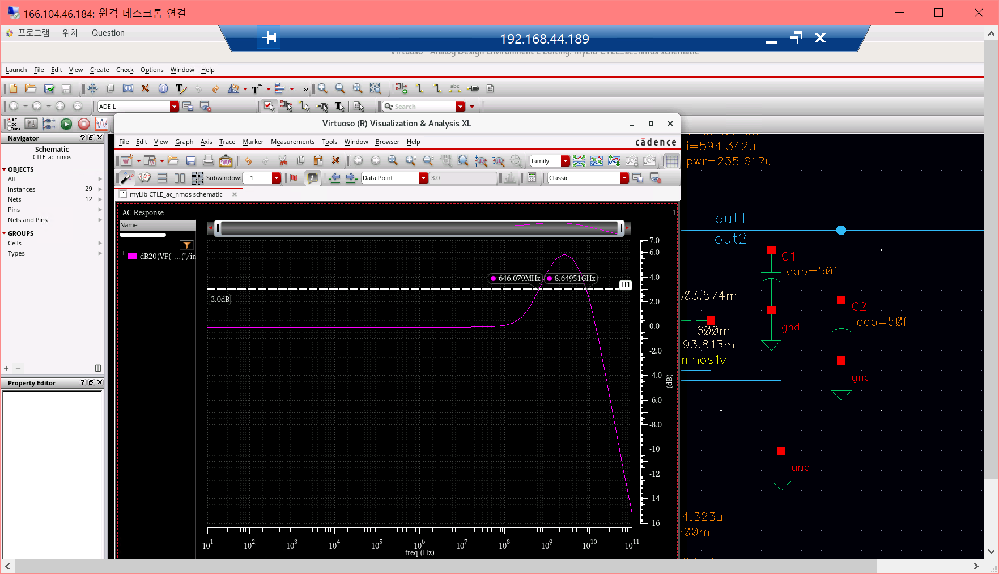 166.104.46.184: 원격 데스크톱 연결
프로그램 위치 Question
192.168.44.189
Virtuoso - Analog Design Environment L Editing: myLib CTLE_ac_nmos schematic
Launch File Edit View Create Check Options Window Help
abc
ADE L
Search
AC
DC
Trans
Navigator
Schematic
CTLE_ac_nmos
OBJECTS
All
Instances 29
Nets 12
Pins
Nets and Pins
GROUPS
Cells
Types
Property Editor
Virtuoso (R) Visualization & Analysis XL
File Edit View Graph Axis Trace Marker Measurements Tools Window Browser Help
cādence
family
Subwindow: 1 Data Point 3.0 Classic
myLib CTLE_ac_nmos schematic
AC Response 1
Name
dB20(VF("...("/in
646.079MHz 8.64951GHz
H1
3.0dB
7.0
6.0
4.0
2.0
0.0
-2.0
-4.0
-6.0
-8.0
-10
-12
-14
-16
(dB)
10^1 10^2 10^3 10^4 10^5 10^6 10^7 10^8 10^9 10^10 10^11
freq (Hz)
i=594.342u
pwr=235.612u
out1
out2
C1
cap=50f
C2
cap=50f
gnd
gnd
gnd
303.574m
600m
93.813m
nmos1v
4.323u